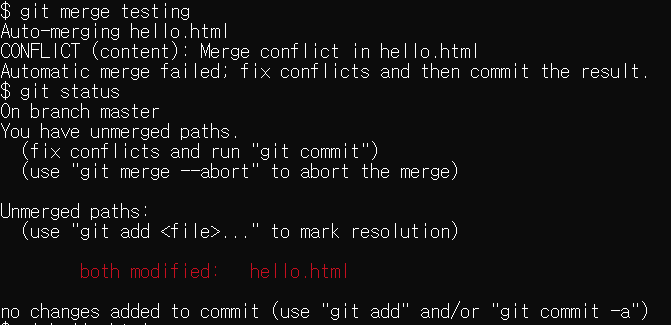 $ git merge testing
Auto-merging hello.html
CONFLICT (content): Merge conflict in hello.html
Automatic merge failed; fix conflicts and then commit the result.
$ git status
On branch master
You have unmerged paths.
  (fix conflicts and run "git commit")
  (use "git merge --abort" to abort the merge)

Unmerged paths:
  (use "git add <file>..." to mark resolution)

        both modified:   hello.html

no changes added to commit (use "git add" and/or "git commit -a")